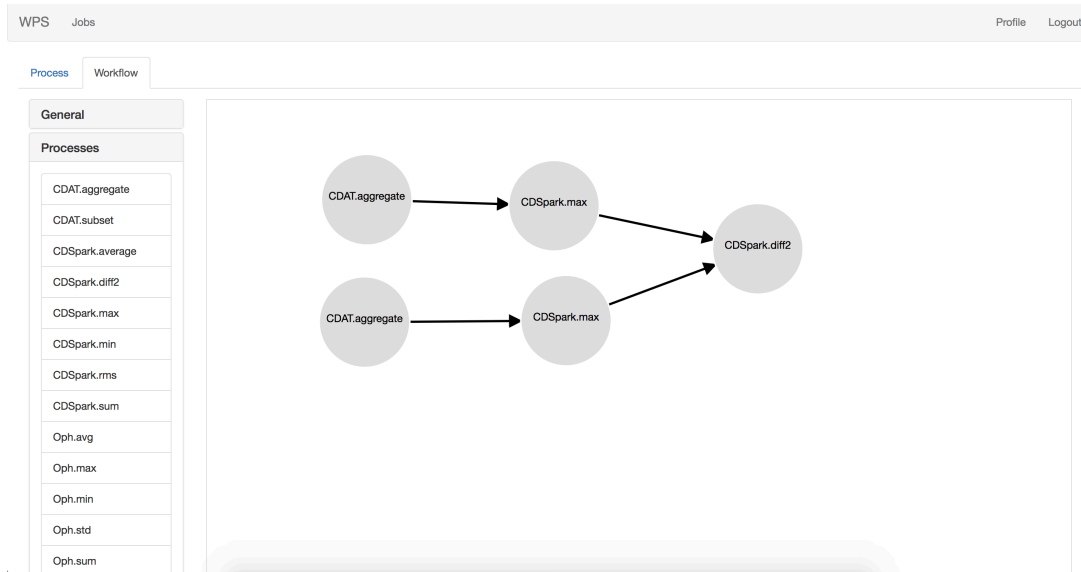 WPS Jobs Profile Logout
Process Workflow
General
Processes
CDAT.aggregate
CDAT.subset
CDSpark.average
CDSpark.diff2
CDSpark.max
CDSpark.min
CDSpark.rms
CDSpark.sum
Oph.avg
Oph.max
Oph.min
Oph.std
Oph.sum
CDAT.aggregate
CDSpark.max
CDSpark.diff2
CDAT.aggregate
CDSpark.max